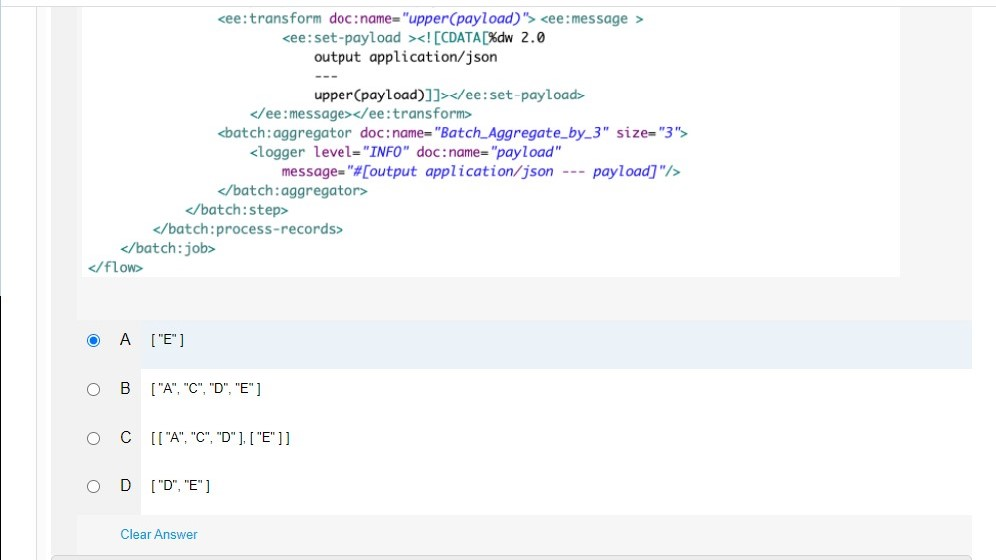 <ee:transform doc:name="upper(payload)"> <ee:message >
<ee:set-payload ><![CDATA[%dw 2.0
output application/json
---
upper(payload)]]></ee:set-payload>
</ee:message></ee:transform>
<batch:aggregator doc:name="Batch_Aggregate_by_3" size="3">
<logger level="INFO" doc:name="payload"
message="#[output application/json --- payload]"/>
</batch:aggregator>
</batch:step>
</batch:process-records>
</batch:job>
</flow>
A ["E"]
B ["A", "C", "D", "E"]
C [["A", "C", "D"], ["E"]]
D ["D", "E"]
Clear Answer